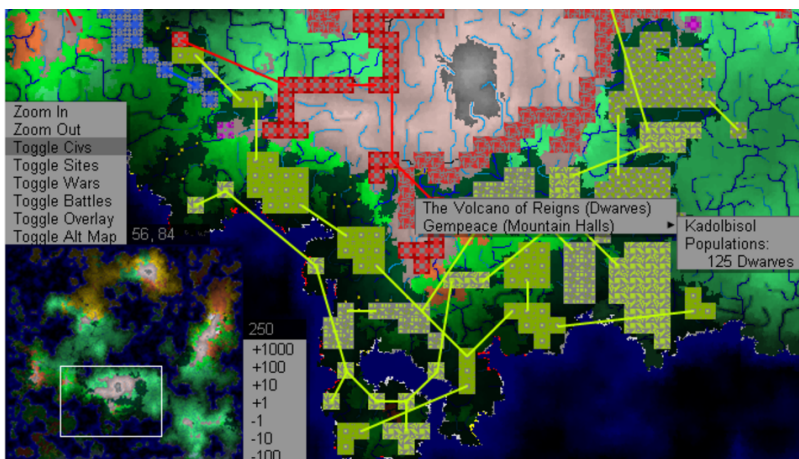 Zoom In
Zoom Out
Toggle Civs
Toggle Sites
Toggle Wars
Toggle Battles
Toggle Overlay
Toggle Alt Map
56,84
The Volcano of Reigns (Dwarves)
Gempeace (Mountain Halls)
Kadolbisol
Populations:
125 Dwarves
250
+1000
+100
+10
+1
-1
-10
-100